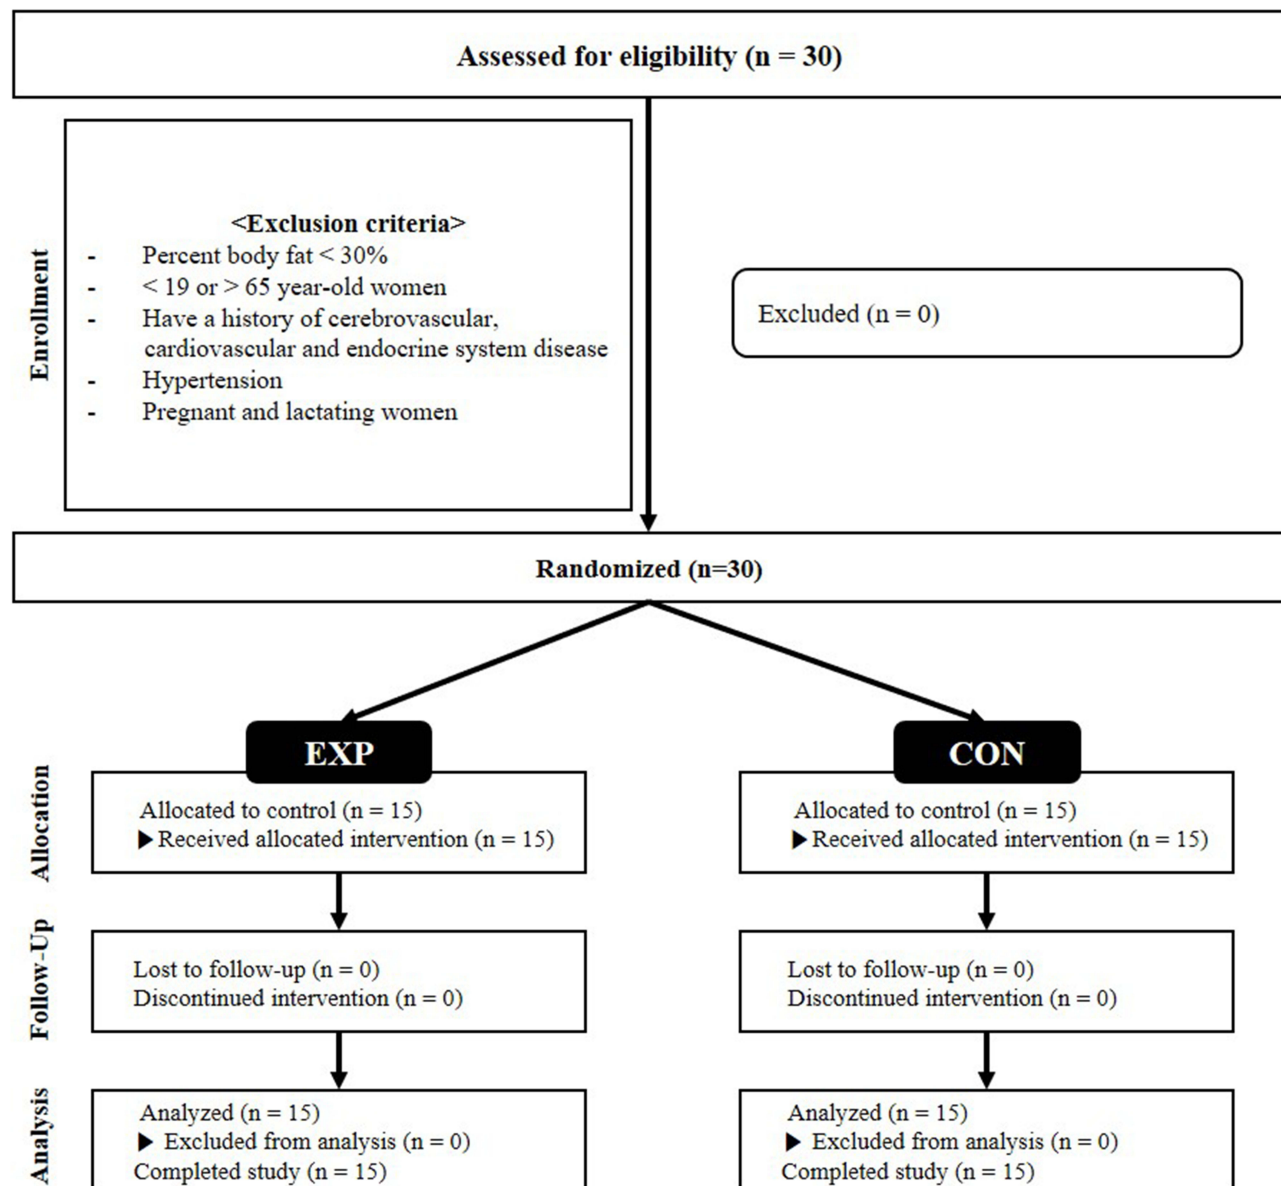 Assessed for eligibility (n = 30)
Enrollment
<Exclusion criteria>
- Percent body fat < 30%
- < 19 or > 65 year-old women
- Have a history of cerebrovascular,
cardiovascular and endocrine system disease
- Hypertension
- Pregnant and lactating women
Excluded (n = 0)
Randomized (n=30)
EXP
CON
Allocation
Allocated to control (n = 15)
▶Received allocated intervention (n = 15)
Allocated to control (n = 15)
▶Received allocated intervention (n = 15)
Follow-Up
Lost to follow-up (n = 0)
Discontinued intervention (n = 0)
Lost to follow-up (n = 0)
Discontinued intervention (n = 0)
Analysis
Analyzed (n = 15)
▶ Excluded from analysis (n = 0)
Completed study (n = 15)
Analyzed (n = 15)
▶ Excluded from analysis (n = 0)
Completed study (n = 15)